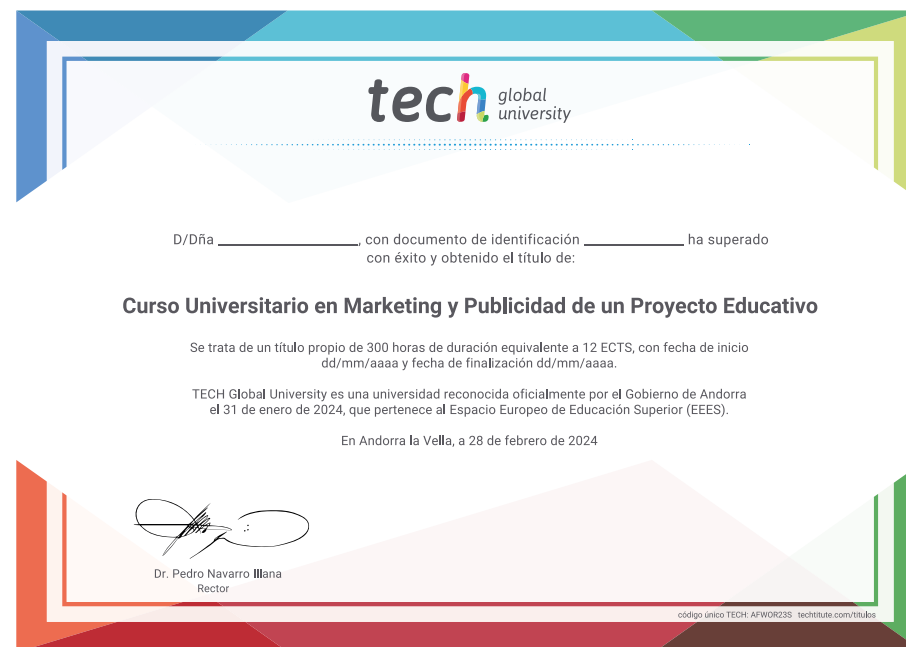 tech global university
D/Dña ____________________, con documento de identificación ______________ ha superado
con éxito y obtenido el título de:
Curso Universitario en Marketing y Publicidad de un Proyecto Educativo
Se trata de un título propio de 300 horas de duración equivalente a 12 ECTS, con fecha de inicio
dd/mm/aaaa y fecha de finalización dd/mm/aaaa.
TECH Global University es una universidad reconocida oficialmente por el Gobierno de Andorra
el 31 de enero de 2024, que pertenece al Espacio Europeo de Educación Superior (EEES).
En Andorra la Vella, a 28 de febrero de 2024
Dr. Pedro Navarro Illana
Rector
código único TECH: AFWOR23S techtitute.com/titulos